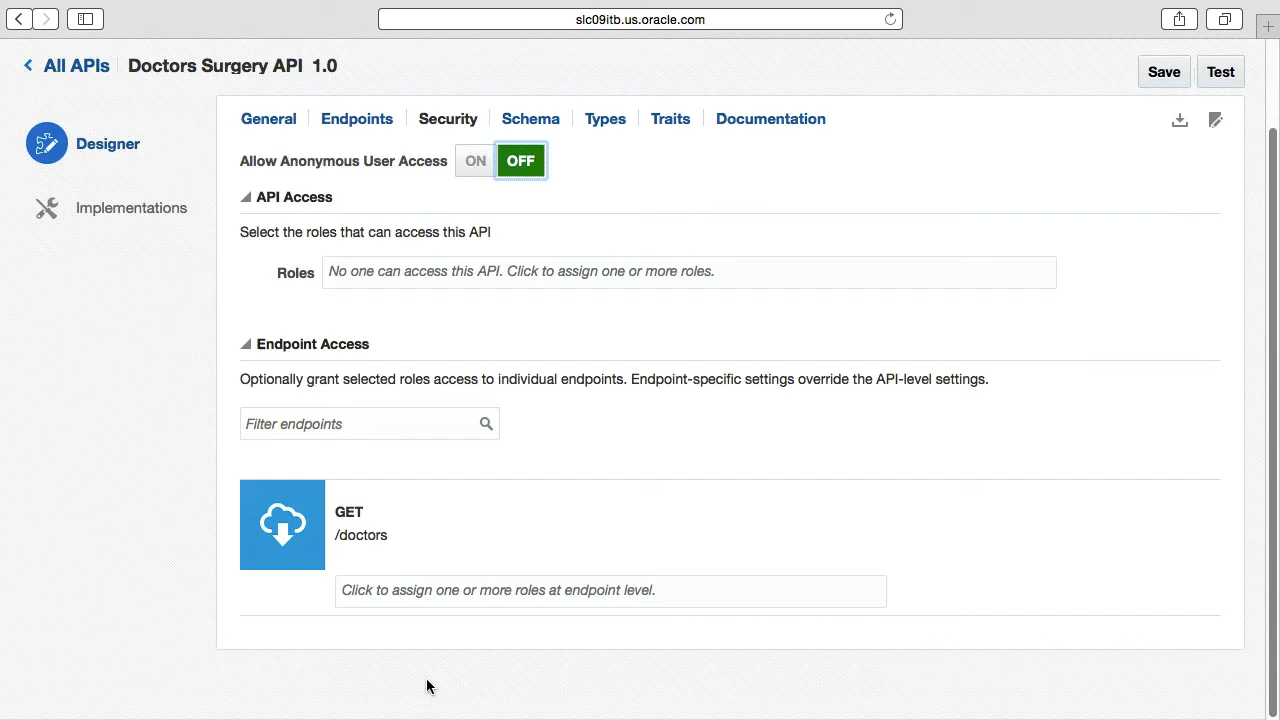 slc09itb.us.oracle.com
All APIs Doctors Surgery API 1.0
Save Test
Designer
Implementations
General Endpoints Security Schema Types Traits Documentation
Allow Anonymous User Access ON OFF
API Access
Select the roles that can access this API
Roles No one can access this API. Click to assign one or more roles.
Endpoint Access
Optionally grant selected roles access to individual endpoints. Endpoint-specific settings override the API-level settings.
Filter endpoints
GET
/doctors
Click to assign one or more roles at endpoint level.